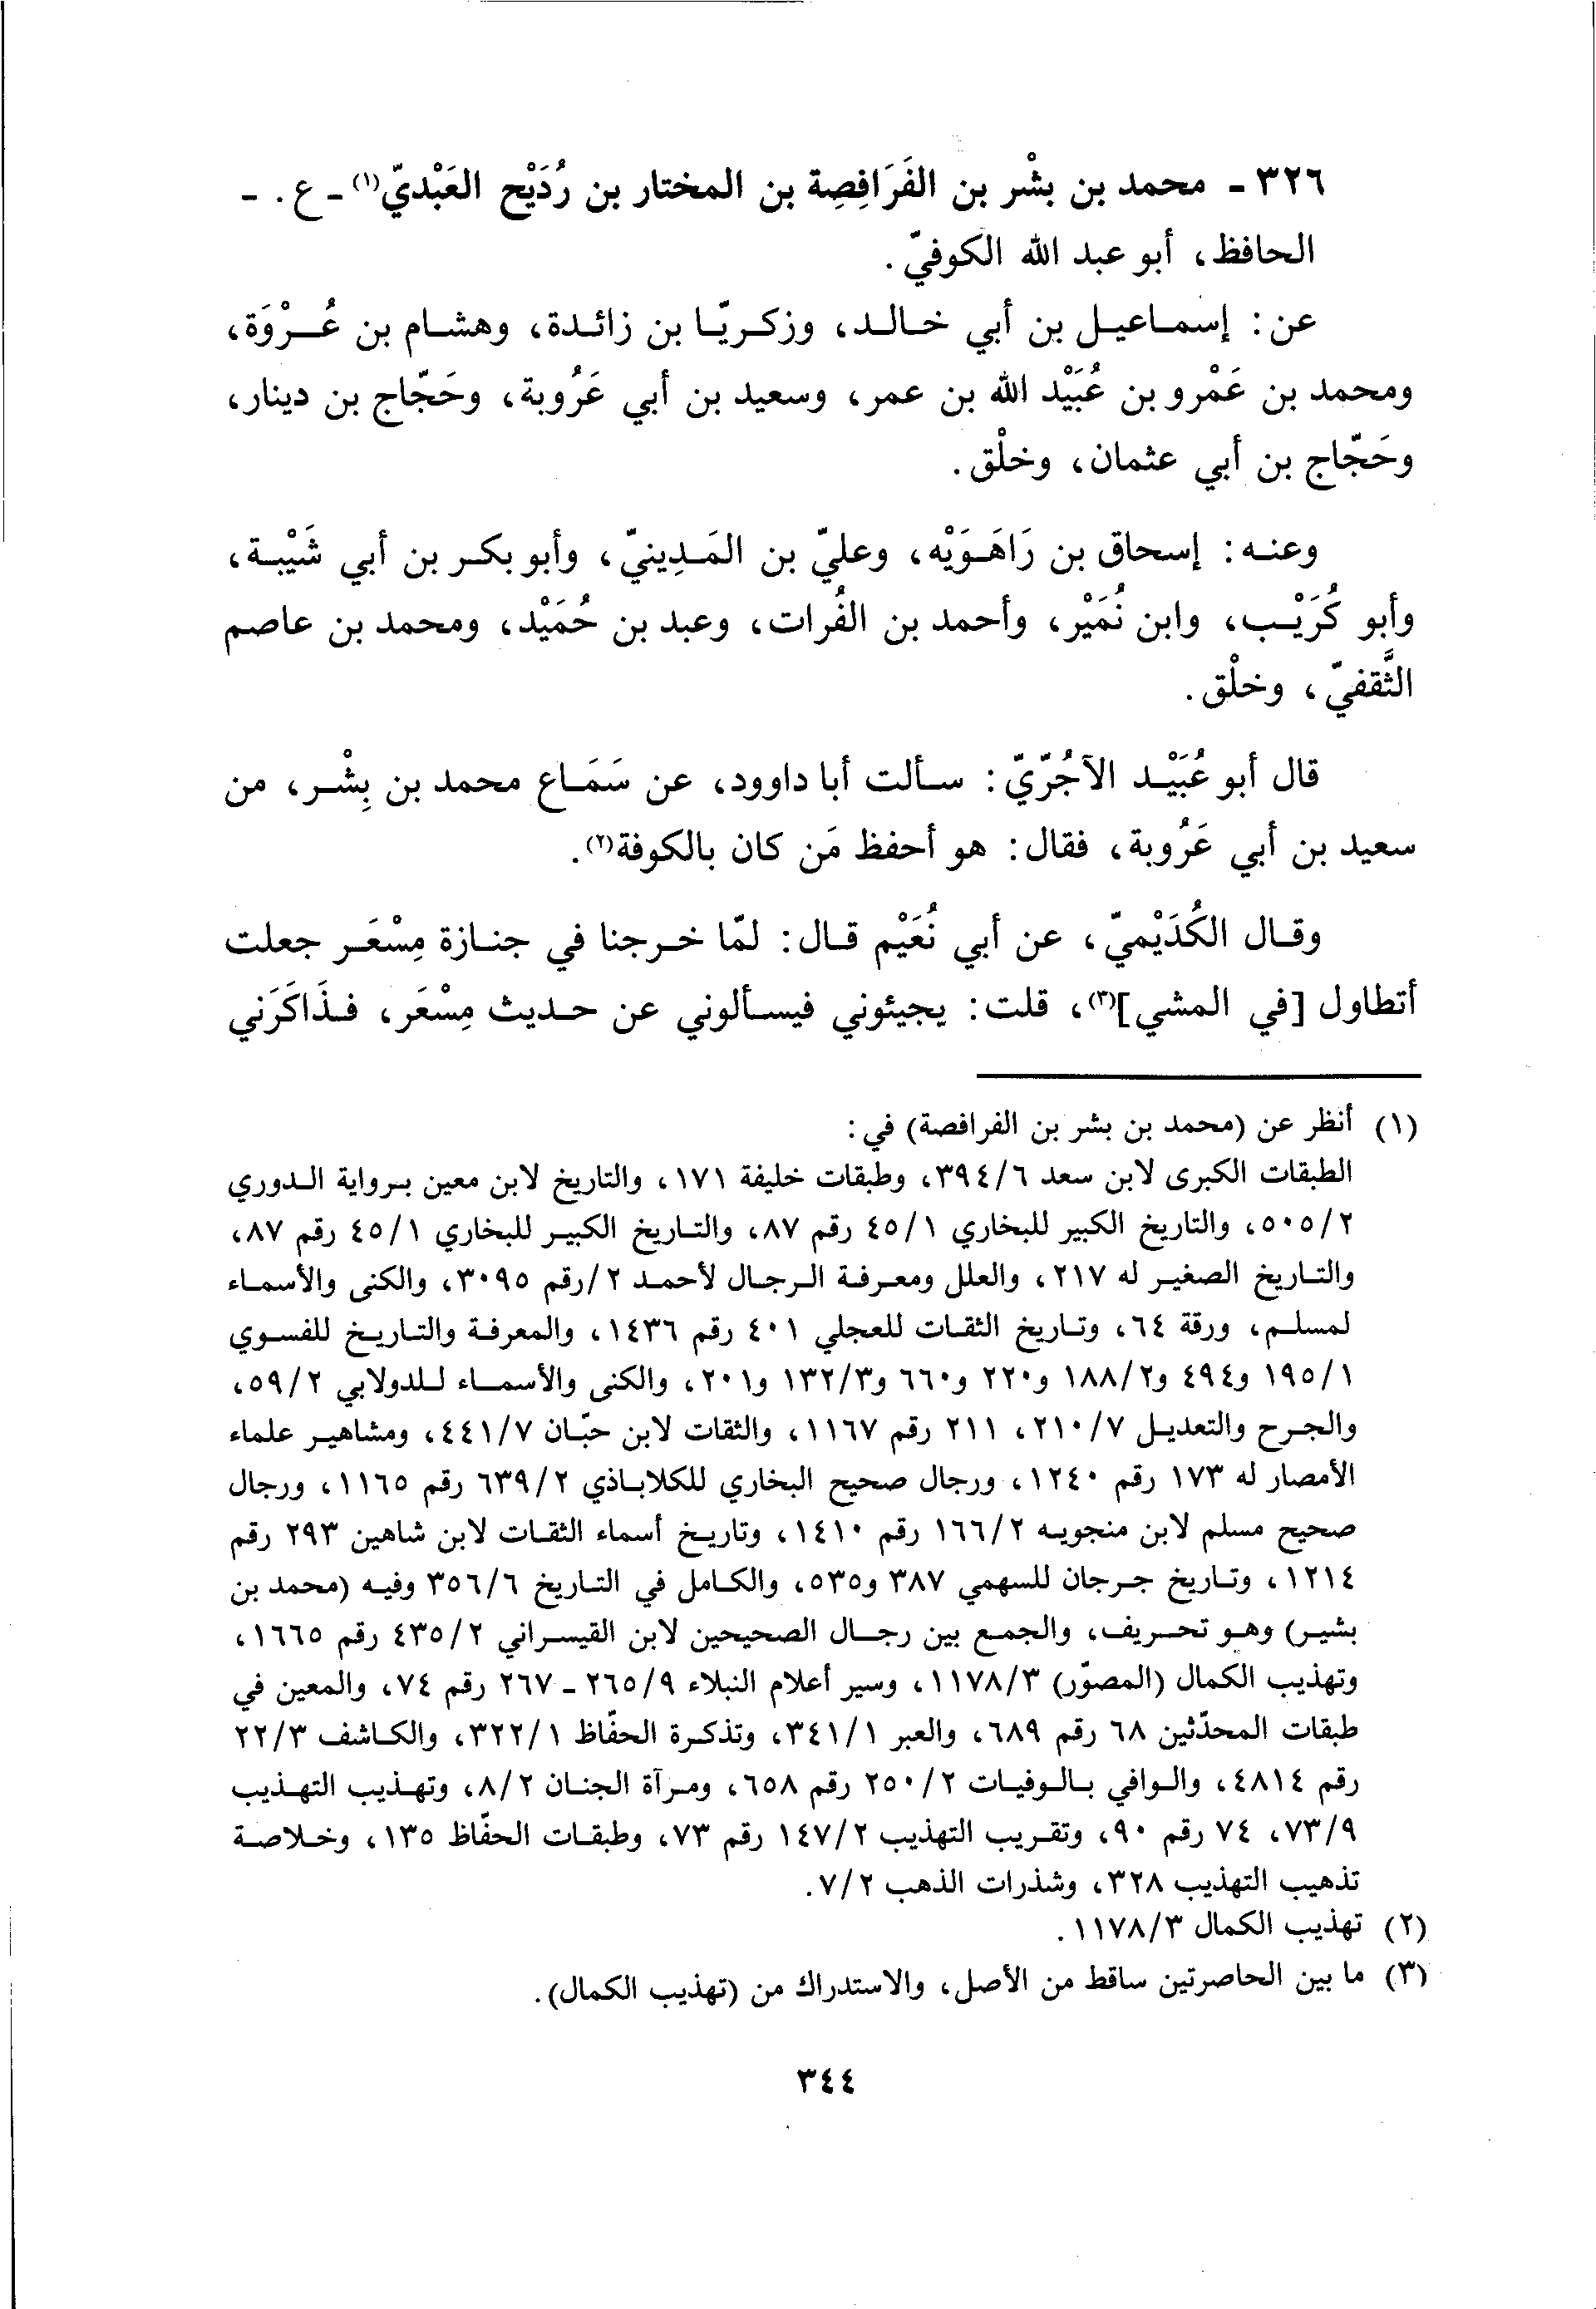 ٣٢٦ - محمد بن بشْر بن الفَرَافِصِة بن المختار بن رُدَيْح العَبْديّ(١) - ع. -
الحافظ، أبو عبد الله الكوفيّ.
عن: إسماعيل بن أبي خالد، وزكريّا بن زائدة، وهشام بن عُرْوَة،
ومحمد بن عَمْرو بن عُبَيْد الله بن عمر، وسعيد بن أبي عَرُوبة، وحَجّاج بن دينار،
وحَجّاج بن أبي عثمان، وخلْق.
وعنه: إسحاق بن رَاهَوَيْه، وعليّ بن المَدِينيّ، وأبو بكر بن أبي شَيْبة،
وأبو كُرَيْب، وابن نُمَيْر، وأحمد بن الفُرات، وعبد بن حُمَيْد، ومحمد بن عاصم
الثَّقفيّ، وخلْق.
قال أبو عُبَيْد الآجُرّيّ: سألت أبا داوود، عن سَمَاع محمد بن بِشْر، من
سعيد بن أبي عَرُوبة، فقال: هو أحفظ مَن كان بالكوفة(٢).
وقال الكُدَيْميّ، عن أبي نُعَيْم قال: لمّا خرجنا في جنازة مِسْعَر جعلت
أتطاول [في المشي](٣)، قلت: يجيئوني فيسألوني عن حديث مِسْعَر، فذَاكَرَني
(١) أنظر عن (محمد بن بشر بن الفرافصة) في:
الطبقات الكبرى لابن سعد ٣٩٤/٦، وطبقات خليفة ١٧١، والتاريخ لابن معين برواية الدوري
٥٠٥/٢، والتاريخ الكبير للبخاري ٤٥/١ رقم ٨٧، والتاريخ الكبير للبخاري ٤٥/١ رقم ٨٧،
والتاريخ الصغير له ٢١٧، والعلل ومعرفة الرجال لأحمد ٢/رقم ٣٠٩٥، والكنى والأسماء
لمسلم، ورقة ٦٤، وتاريخ الثقات للعجلي ٤٠١ رقم ١٤٣٦، والمعرفة والتاريخ للفسوي
١٩٥/١ و٤٩٤ و١٨٨/٢ و٢٢٠ و٦٦٠ و١٣٢/٣ و٢٠١، والكنى والأسماء للدولابي ٥٩/٢،
والجرح والتعديل ٢١٠/٧، ٢١١ رقم ١١٦٧، والثقات لابن حبّان ٤٤١/٧، ومشاهير علماء
الأمصار له ١٧٣ رقم ١٢٤٠، ورجال صحيح البخاري للكلاباذي ٦٣٩/٢ رقم ١١٦٥، ورجال
صحيح مسلم لابن منجويه ١٦٦/٢ رقم ١٤١٠، وتاريخ أسماء الثقات لابن شاهين ٢٩٣ رقم
١٢١٤، وتاريخ جرجان للسهمي ٣٨٧ و٥٣٥، والكامل في التاريخ ٣٥٦/٦ وفيه (محمد بن
بشير) وهو تحريف، والجمع بين رجال الصحيحين لابن القيسراني ٤٣٥/٢ رقم ١٦٦٥،
وتهذيب الكمال (المصوّر) ١١٧٨/٣، وسير أعلام النبلاء ٢٦٥/٩ - ٢٦٧ رقم ٧٤، والمعين في
طبقات المحدّثين ٦٨ رقم ٦٨٩، والعبر ٣٤١/١، وتذكرة الحفّاظ ٣٢٢/١، والكاشف ٢٢/٣
رقم ٤٨١٤، والوافي بالوفيات ٢٥٠/٢ رقم ٦٥٨، ومرآة الجنان ٨/٢، وتهذيب التهذيب
٧٣/٩، ٧٤ رقم ٩٠، وتقريب التهذيب ١٤٧/٢ رقم ٧٣، وطبقات الحفّاظ ١٣٥، وخلاصة
تذهيب التهذيب ٣٢٨، وشذرات الذهب ٧/٢.
(٢) تهذيب الكمال ١١٧٨/٣.
(٣) ما بين الحاصرتين ساقط من الأصل، والاستدراك من (تهذيب الكمال).
٣٤٤